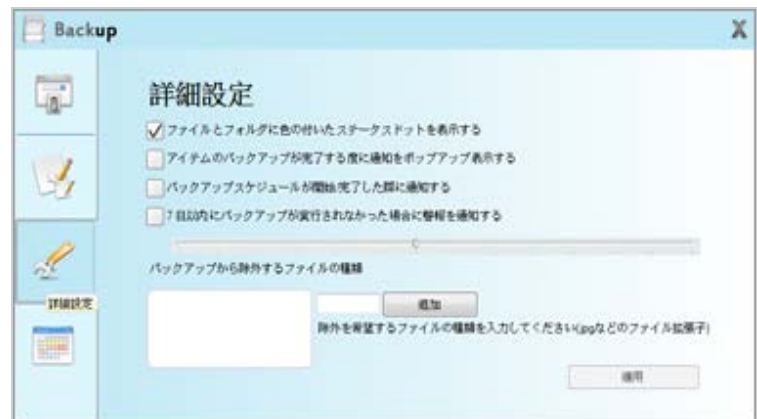 Backup
X
詳細設定
ファイルとフォルダに色の付いたステータスドットを表示する
アイテムのバックアップが完了する度に通知をポップアップ表示する
バックアップスケジュールが開始/完了した際に通知する
7日以内にバックアップが実行されなかった場合に警報を通知する
バックアップから除外するファイルの種類
詳細設定
追加
除外を希望するファイルの種類を入力してください(jpgなどのファイル拡張子)
適用